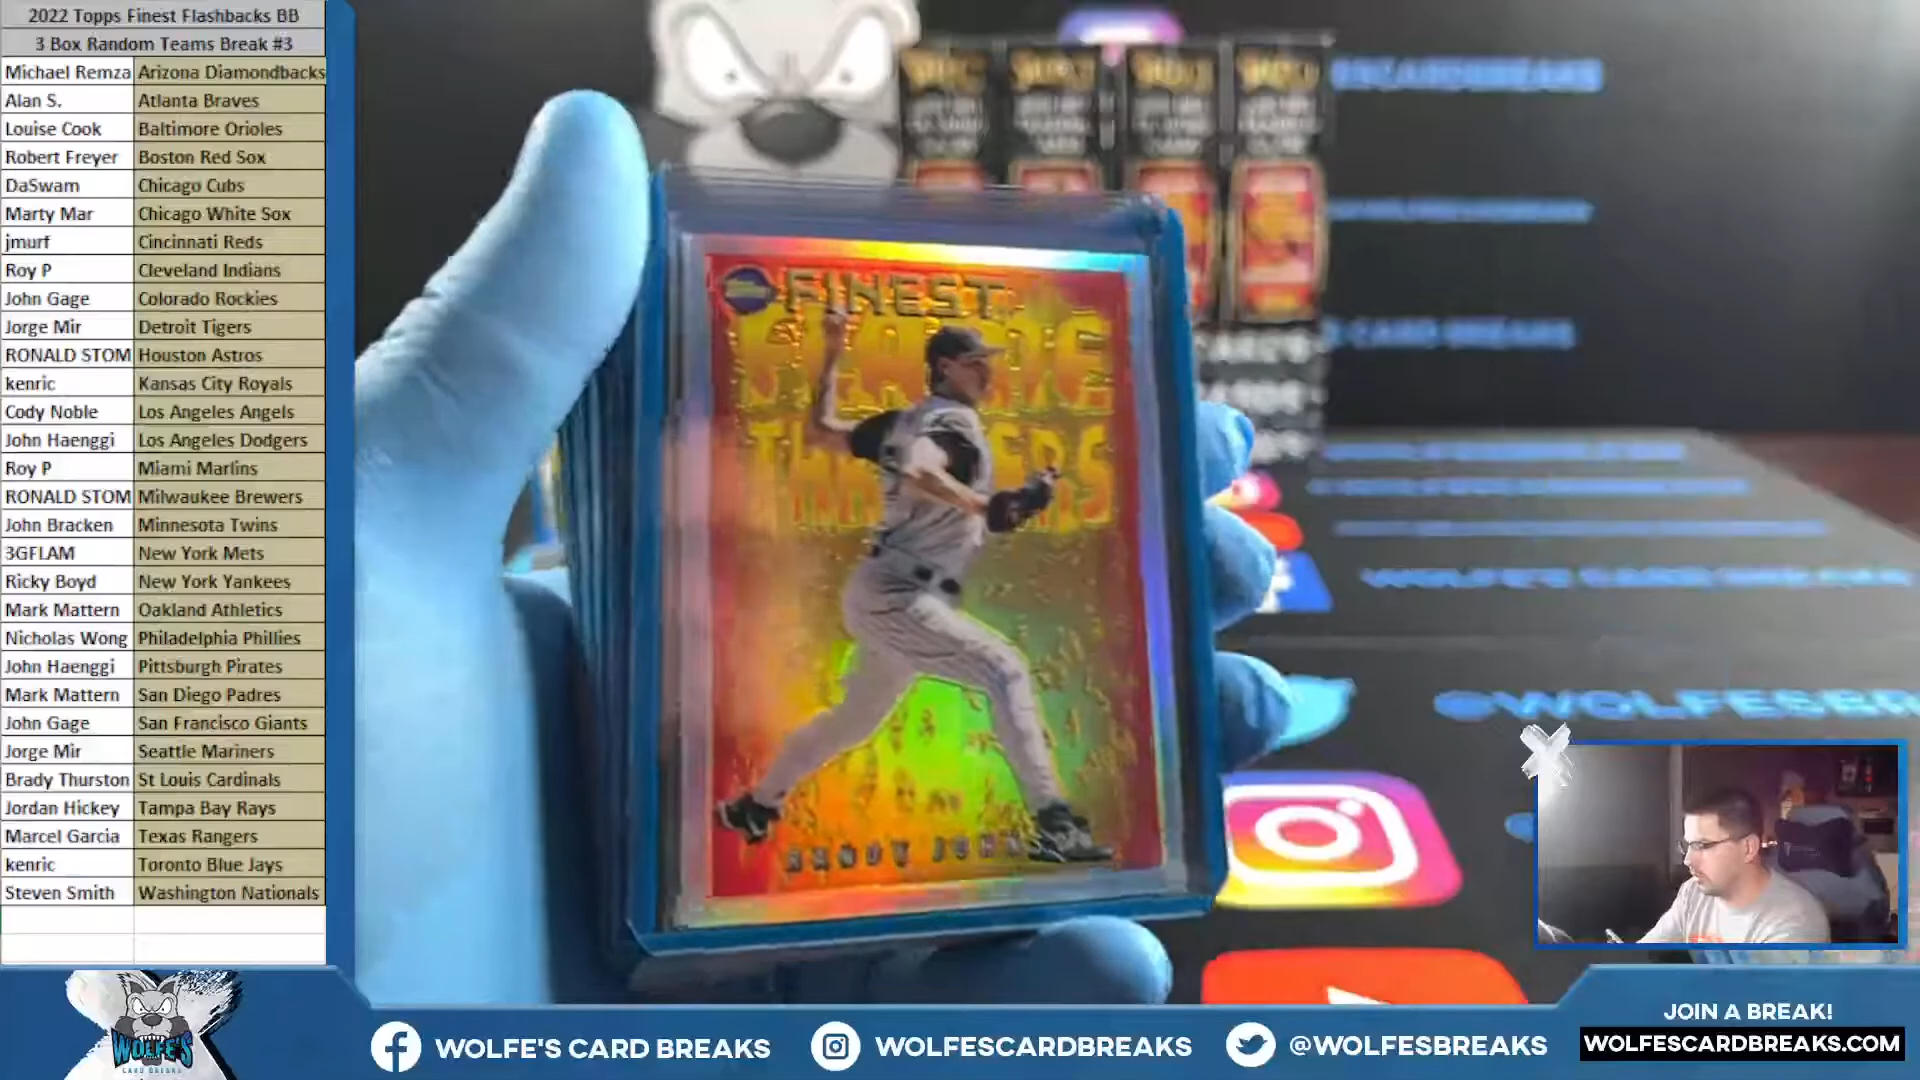 2022 Topps Finest Flashbacks BB
3 Box Random Teams Break #3
Michael Remza Arizona Diamondbacks
Alan S. Atlanta Braves
Louise Cook Baltimore Orioles
Robert Freyer Boston Red Sox
DaSwam Chicago Cubs
Marty Mar Chicago White Sox
jmurf Cincinnati Reds
Roy P Cleveland Indians
John Gage Colorado Rockies
Jorge Mir Detroit Tigers
RONALD STOM Houston Astros
kenric Kansas City Royals
Cody Noble Los Angeles Angels
John Haenggi Los Angeles Dodgers
Roy P Miami Marlins
RONALD STOM Milwaukee Brewers
John Bracken Minnesota Twins
3GFLAM New York Mets
Ricky Boyd New York Yankees
Mark Mattern Oakland Athletics
Nicholas Wong Philadelphia Phillies
John Haenggi Pittsburgh Pirates
Mark Mattern San Diego Padres
John Gage San Francisco Giants
Jorge Mir Seattle Mariners
Brady Thurston St Louis Cardinals
Jordan Hickey Tampa Bay Rays
Marcel Garcia Texas Rangers
kenric Toronto Blue Jays
Steven Smith Washington Nationals
FINEST
RANDY
CARD BREAKS
@WOLFESBR
WOLFE'S
CARD BREAKS
WOLFE'S CARD BREAKS
WOLFESCARDBREAKS
@WOLFESBREAKS
JOIN A BREAK!
WOLFESCARDBREAKS.COM